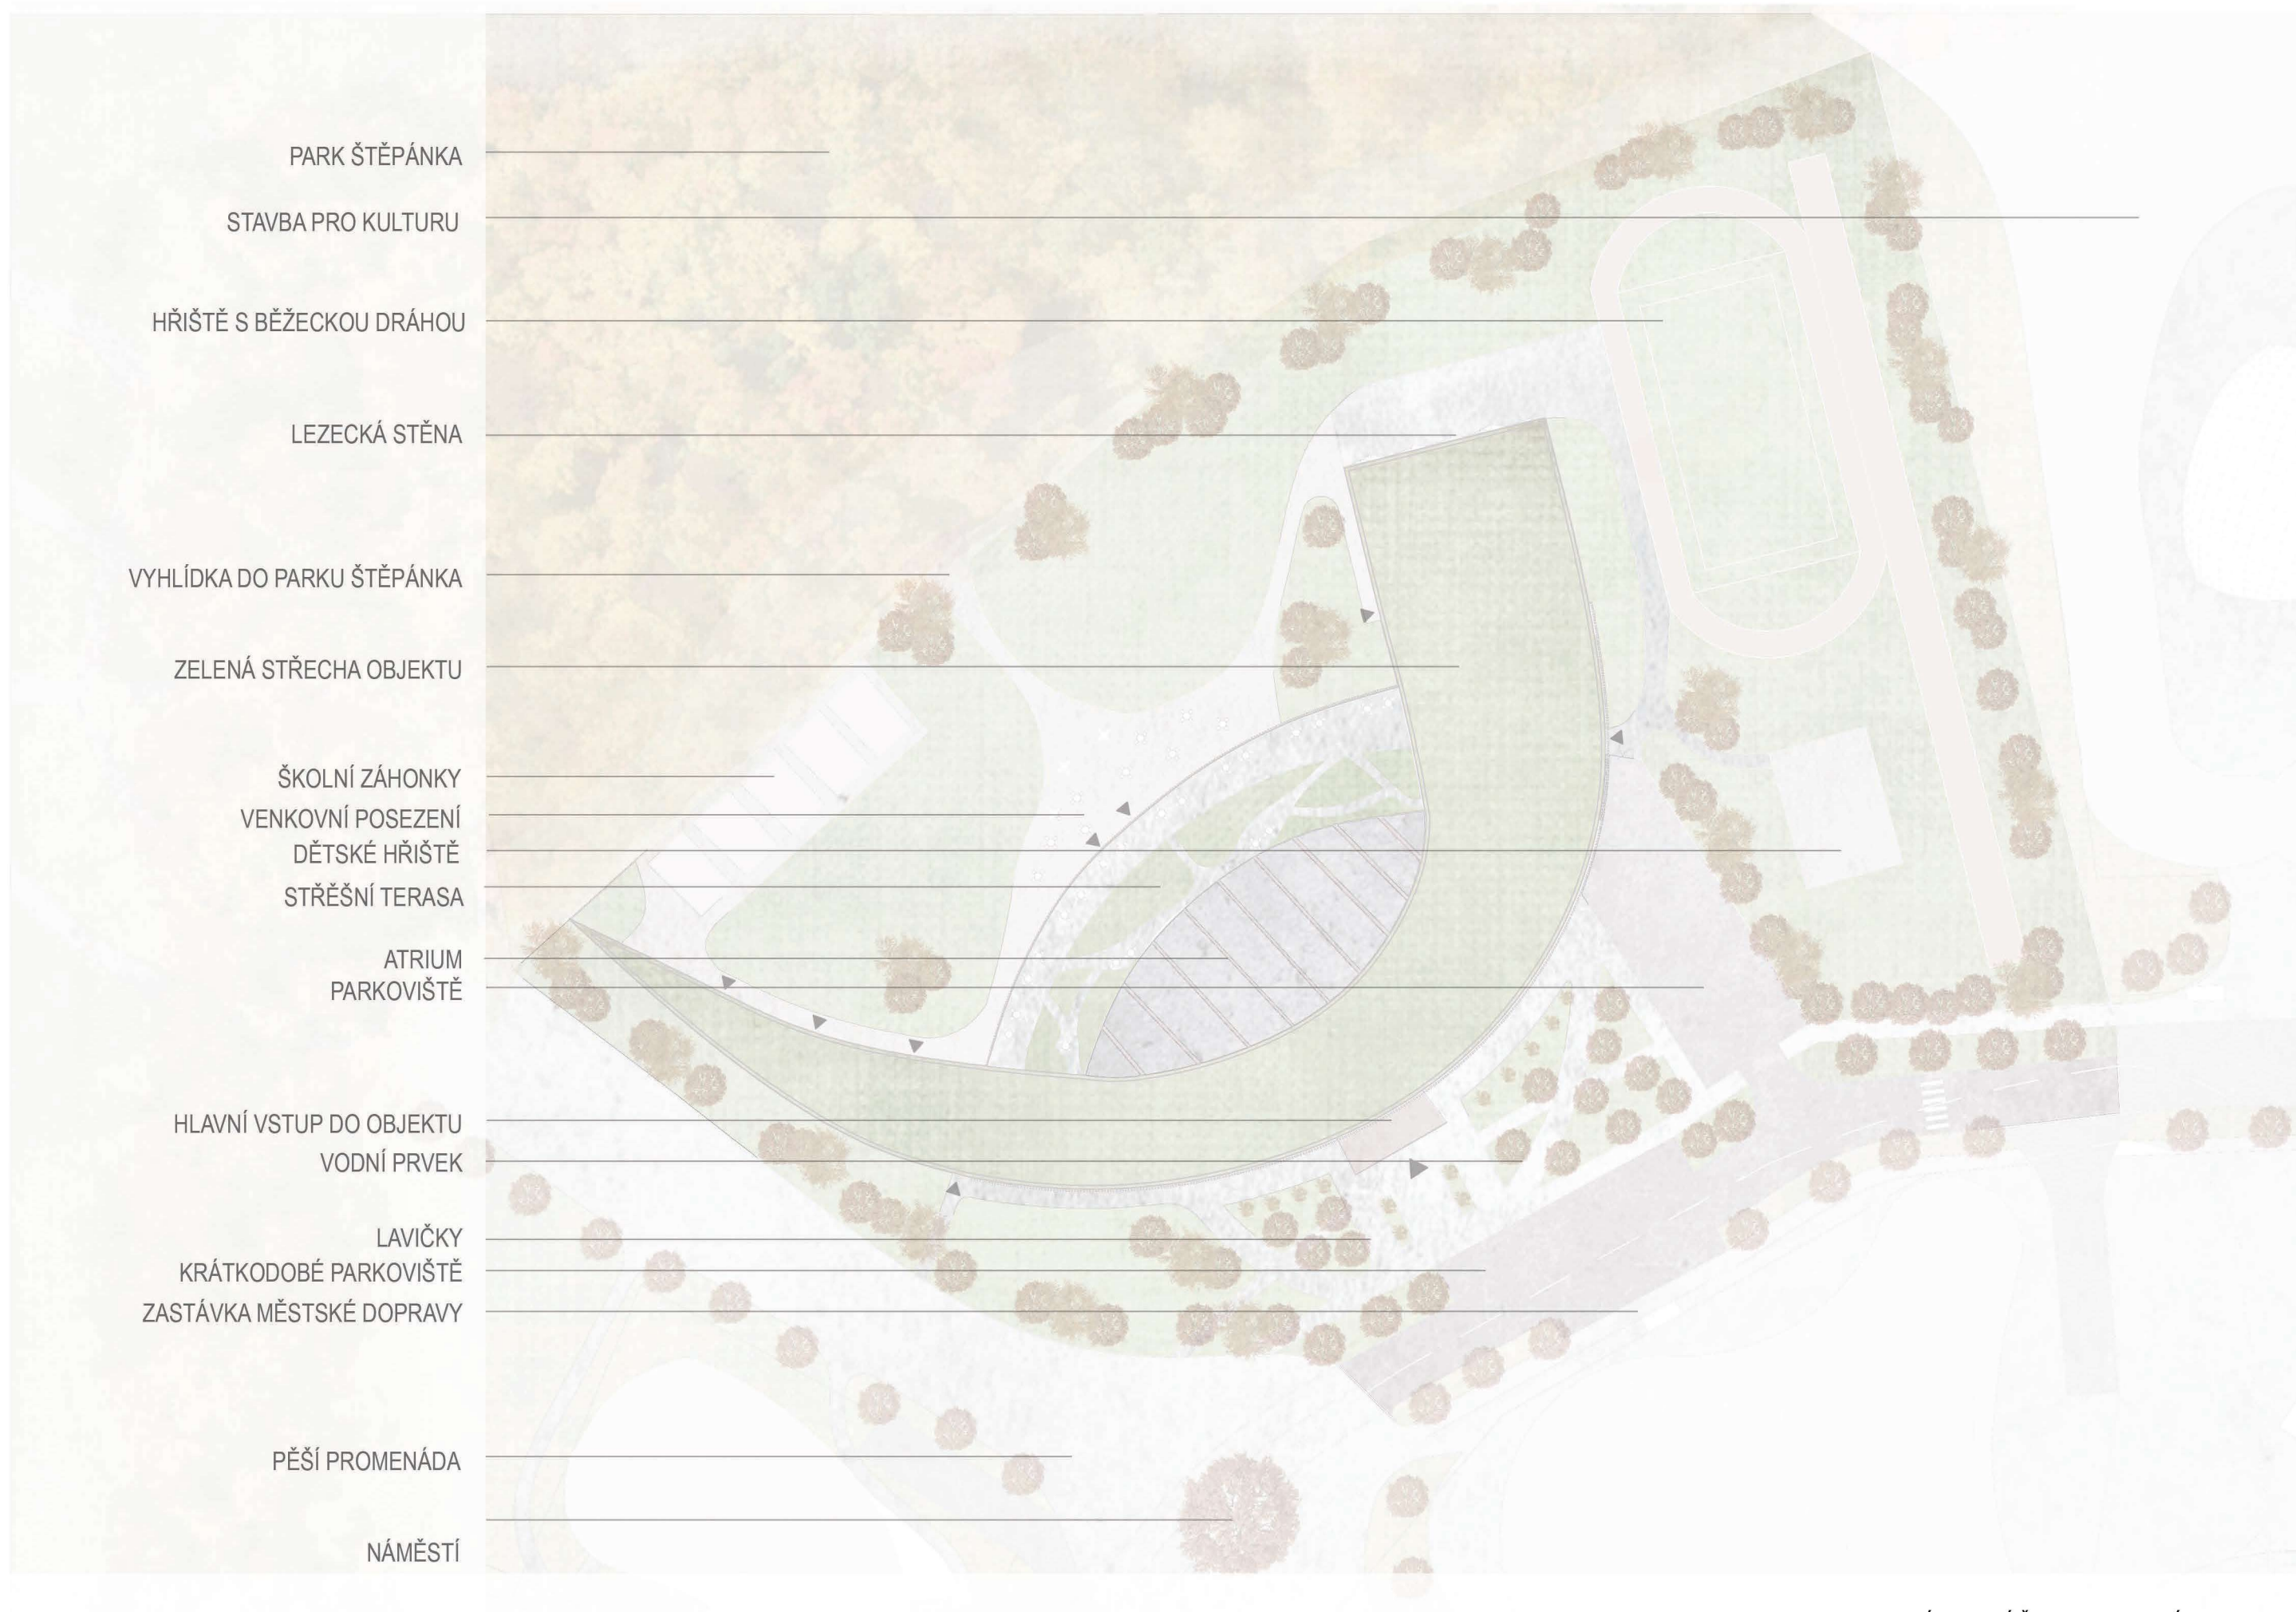 PARK ŠTĚPÁNKA
STAVBA PRO KULTURU
HŘIŠTĚ S BĚŽECKOU DRÁHOU
LEZECKÁ STĚNA
VYHLÍDKA DO PARKU ŠTĚPÁNKA
ZELENÁ STŘECHA OBJEKTU
ŠKOLNÍ ZÁHONKY
VENKOVNÍ POSEZENÍ
DĚTSKÉ HŘIŠTĚ
STŘĚŠNÍ TERASA
ATRIUM
PARKOVIŠTĚ
HLAVNÍ VSTUP DO OBJEKTU
VODNÍ PRVEK
LAVIČKY
KRÁTKODOBÉ PARKOVIŠTĚ
ZASTÁVKA MĚSTSKÉ DOPRAVY
PĚŠÍ PROMENÁDA
NÁMĚSTÍ